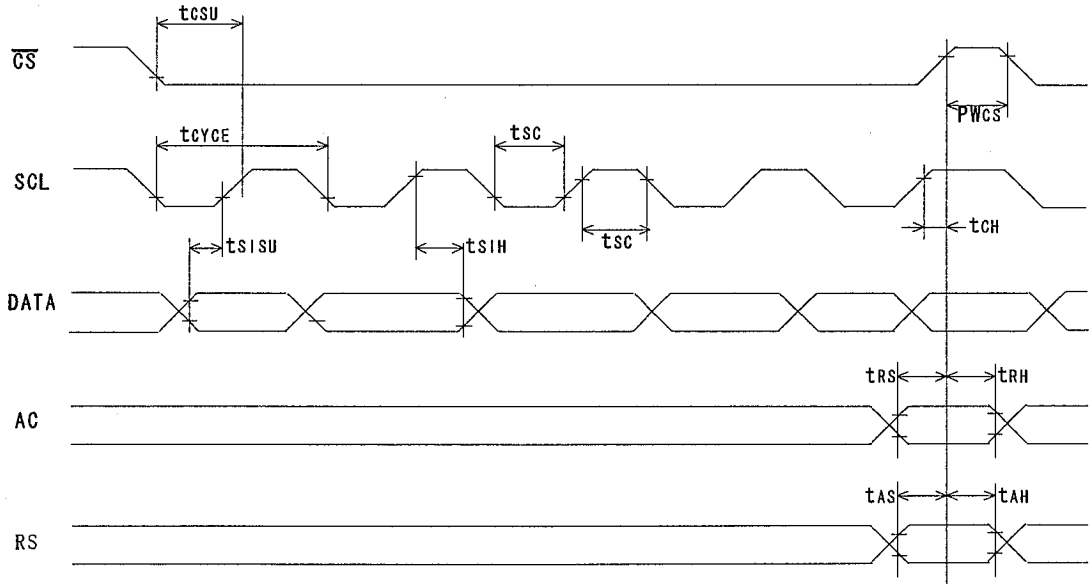 tCSU
CS
PWCS
tCYCE
tSC
SCL
tSC
tCH
tSISU
tSIH
DATA
tRS
tRH
AC
tAS
tAH
RS